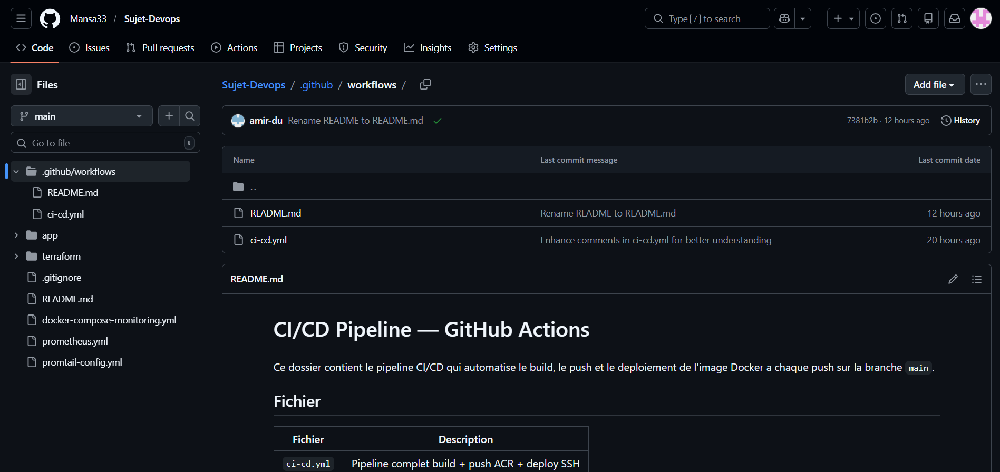 Mansa33 / Sujet-Devops
Type / to search
Code
Issues
Pull requests
Actions
Projects
Security
Insights
Settings
Files
main
Go to file
t
.github/workflows
README.md
ci-cd.yml
app
terraform
.gitignore
README.md
docker-compose-monitoring.yml
prometheus.yml
promtail-config.yml
Sujet-Devops / .github / workflows /
Add file
amir-du Rename README to README.md
7381b2b · 12 hours ago
History
Name Last commit message Last commit date
..
README.md Rename README to README.md 12 hours ago
ci-cd.yml Enhance comments in ci-cd.yml for better understanding 20 hours ago
README.md
CI/CD Pipeline — GitHub Actions
Ce dossier contient le pipeline CI/CD qui automatise le build, le push et le deploiement de l'image Docker a chaque push sur la branche main.
Fichier
Fichier Description
ci-cd.yml Pipeline complet build + push ACR + deploy SSH